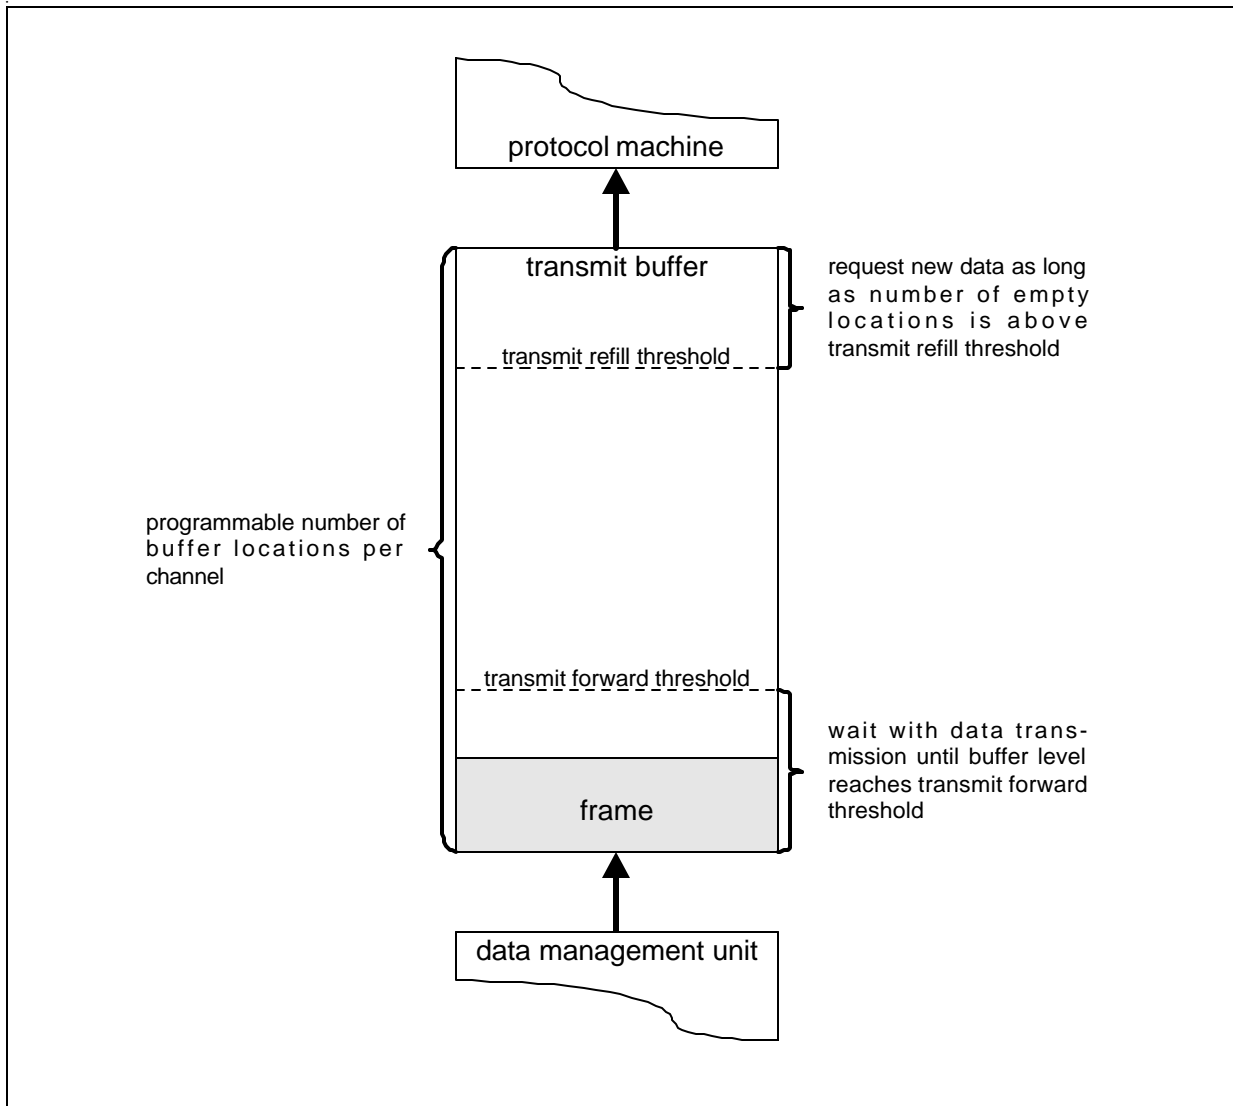 protocol machine
transmit buffer
request new data as long
as number of empty
locations is above
transmit refill threshold
transmit refill threshold
programmable number of
buffer locations per
channel
transmit forward threshold
wait with data trans-
mission until buffer level
reaches transmit forward
threshold
frame
data management unit